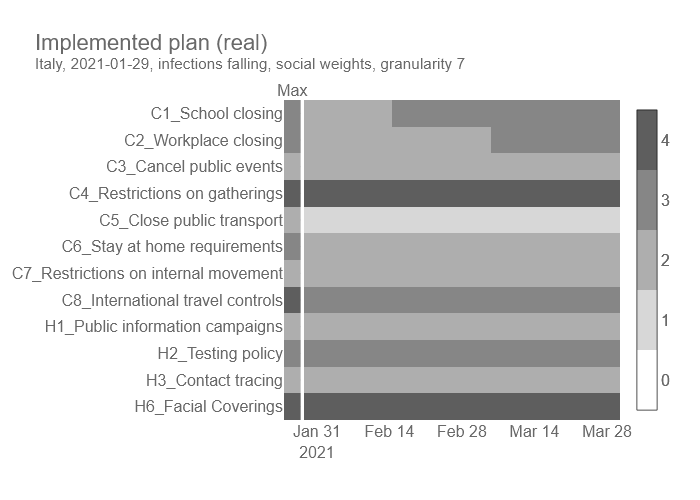 Implemented plan (real)
Italy, 2021-01-29, infections falling, social weights, granularity 7
Max
C1_School closing
C2_Workplace closing
C3_Cancel public events
C4_Restrictions on gatherings
C5_Close public transport
C6_Stay at home requirements
C7_Restrictions on internal movement
C8_International travel controls
H1_Public information campaigns
H2_Testing policy
H3_Contact tracing
H6_Facial Coverings
4
3
2
1
0
Jan 31 Feb 14 Feb 28 Mar 14 Mar 28
2021